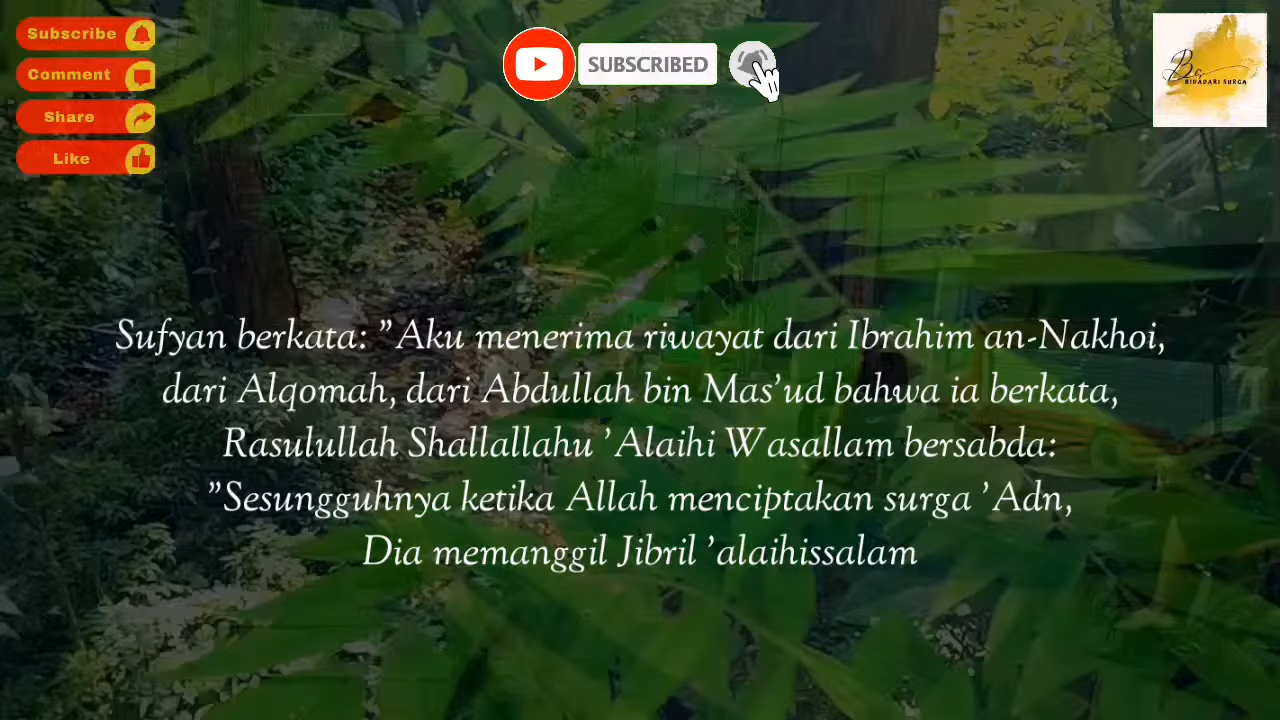 Subscribe
Comment
Share
Like
SUBSCRIBED
BIDADARI SURGA
Sufyan berkata: "Aku menerima riwayat dari Ibrahim an-Nakhoi,
dari Alqomah, dari Abdullah bin Mas'ud bahwa ia berkata,
Rasulullah Shallallahu 'Alaihi Wasallam bersabda:
"Sesungguhnya ketika Allah menciptakan surga 'Adn,
Dia memanggil Jibril 'alaihissalam